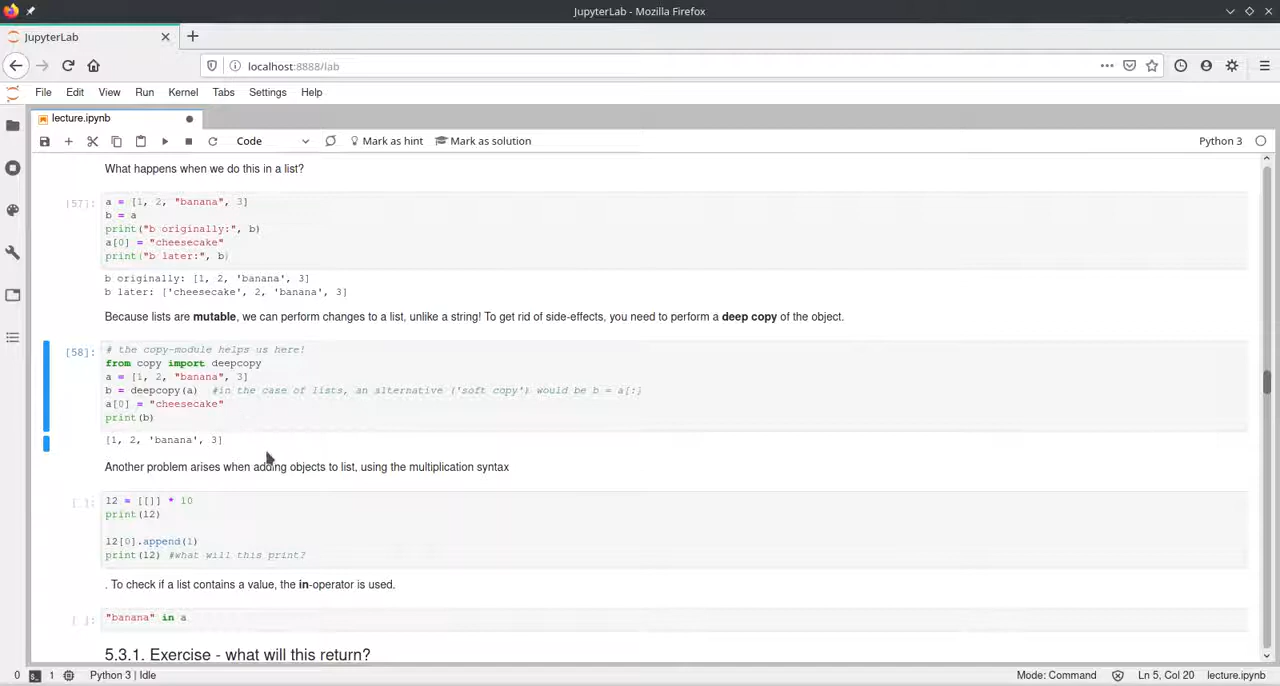 JupyterLab - Mozilla Firefox
JupyterLab
localhost:8888/lab
File Edit View Run Kernel Tabs Settings Help
lecture.ipynb
Code Mark as hint Mark as solution Python 3
What happens when we do this in a list?
[57]: a = [1, 2, "banana", 3]
b = a
print("b originally:", b)
a[0] = "cheesecake"
print("b later:", b)
b originally: [1, 2, 'banana', 3]
b later: ['cheesecake', 2, 'banana', 3]
Because lists are mutable, we can perform changes to a list, unlike a string! To get rid of side-effects, you need to perform a deep copy of the object.
[58]: # the copy-module helps us here!
from copy import deepcopy
a = [1, 2, "banana", 3]
b = deepcopy(a) #in the case of lists, an alternative ('soft copy') would be b = a[:]
a[0] = "cheesecake"
print(b)
[1, 2, 'banana', 3]
Another problem arises when adding objects to list, using the multiplication syntax
[ ]: l2 = [[]] * 10
print(l2)
l2[0].append(1)
print(l2) #what will this print?
. To check if a list contains a value, the in-operator is used.
[ ]: "banana" in a
5.3.1. Exercise - what will this return?
0 1 Python 3 | Idle Mode: Command Ln 5, Col 20 lecture.ipynb